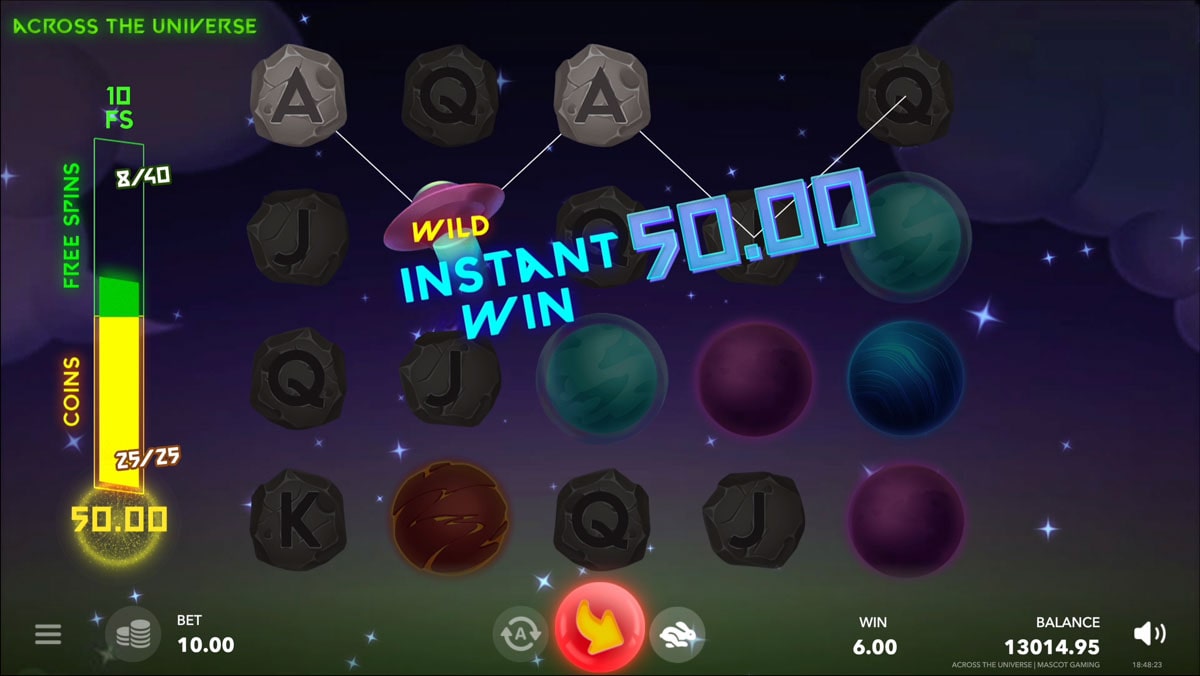 ACROSS THE UNIVERSE
10
FS
8/40
FREE SPINS
COINS
25/25
50.00
A Q A Q
J WILD Q
INSTANT 50.00
WIN
Q J
K Q J
A
BET
10.00
WIN
6.00
BALANCE
13014.95
ACROSS THE UNIVERSE | MASCOT GAMING
18:48:23